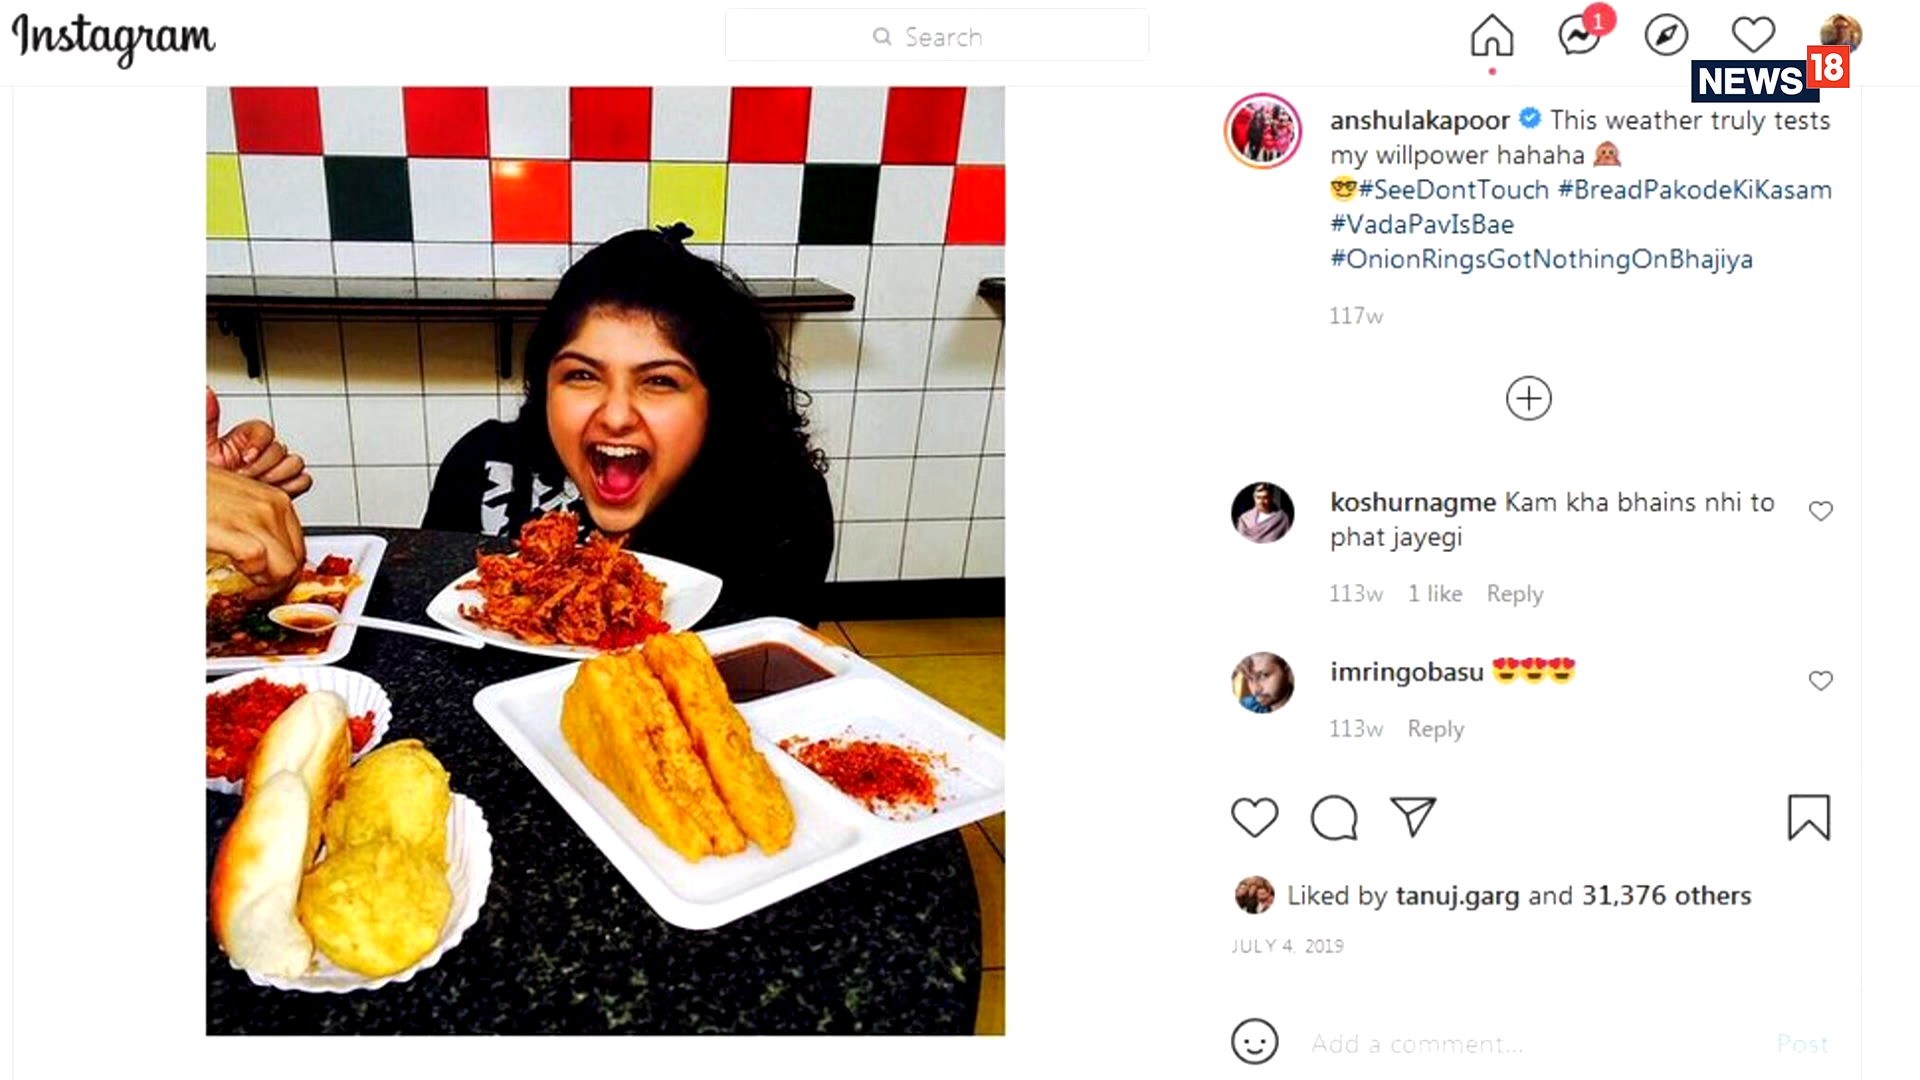 Instagram
Search
1
NEWS 18
anshulakapoor This weather truly tests
my willpower hahaha 🙊
🤓#SeeDontTouch #BreadPakodeKiKasam
#VadaPavIsBae
#OnionRingsGotNothingOnBhajiya
117w
koshurnagme Kam kha bhains nhi to
phat jayegi
113w 1 like Reply
imringobasu 😍😍😍
113w Reply
Liked by tanuj.garg and 31,376 others
JULY 4, 2019
Add a comment...
Post